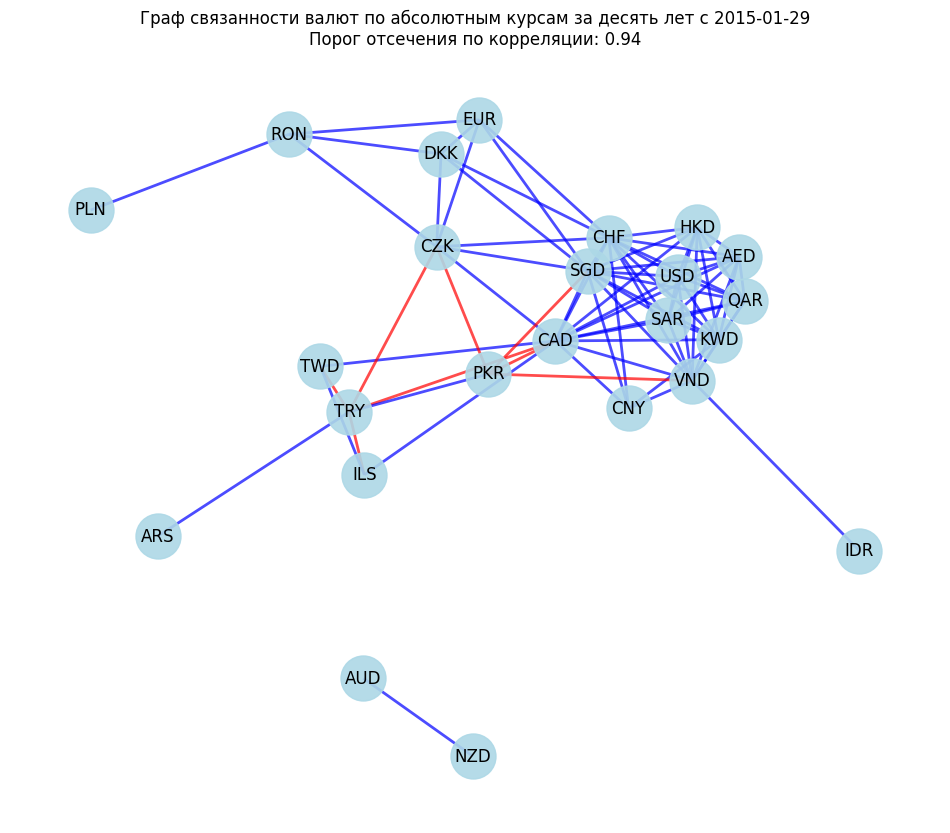 Граф связанности валют по абсолютным курсам за десять лет с 2015-01-29
Порог отсечения по корреляции: 0.94
EUR
RON
DKK
PLN
HKD
CHF
CZK
AED
SGD
USD
QAR
SAR
KWD
CAD
TWD
PKR
VND
CNY
TRY
ILS
ARS
IDR
AUD
NZD